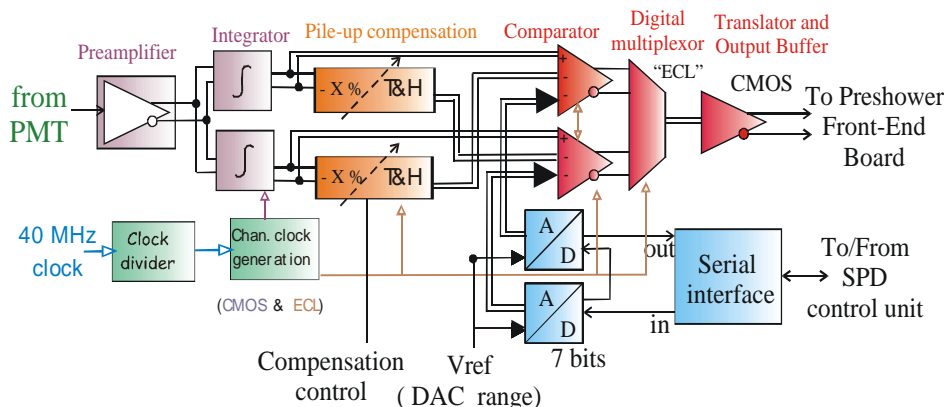 Preamplifier
Integrator
Pile-up compensation
Comparator
Digital
multiplexor
Translator and
Output Buffer
from
PMT
∫
- X %
T&H
+
-
"ECL"
CMOS
To Preshower
Front-End
Board
∫
- X %
T&H
+
-
40 MHz
clock
Clock
divider
Chan. clock
generation
(CMOS & ECL)
A
D
out
Serial
interface
To/From
SPD
control unit
A
D
in
7 bits
Compensation
control
Vref
( DAC range)